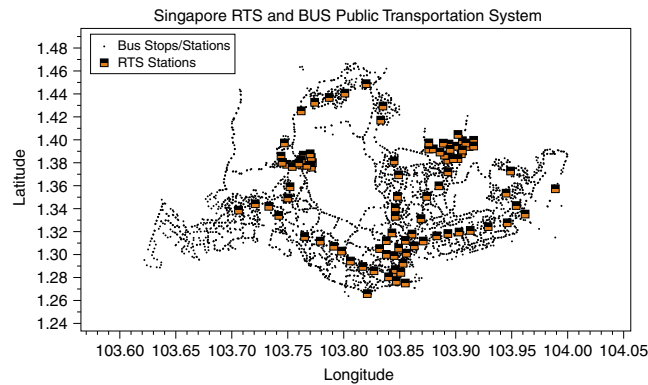 Singapore RTS and BUS Public Transportation System
Bus Stops/Stations
RTS Stations
Latitude
1.48
1.46
1.44
1.42
1.40
1.38
1.36
1.34
1.32
1.30
1.28
1.26
1.24
103.60 103.65 103.70 103.75 103.80 103.85 103.90 103.95 104.00 104.05
Longitude